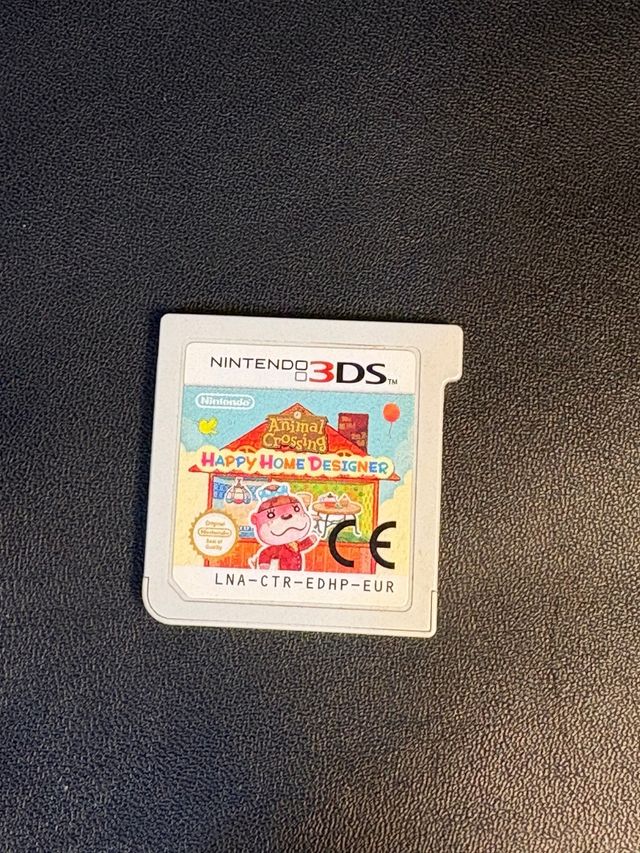 NINTENDO 3DS™
Nintendo
Animal
Crossing
HAPPY HOME DESIGNER
Original
Nintendo
Seal of
Quality
CE
LNA-CTR-EDHP-EUR